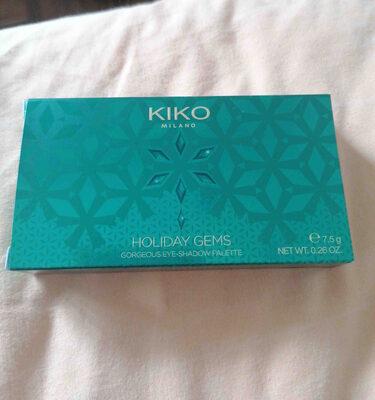 KIKO
MILANO
HOLIDAY GEMS
GORGEOUS EYE-SHADOW PALETTE
℮ 7,5 g
NET WT. 0.26 OZ.